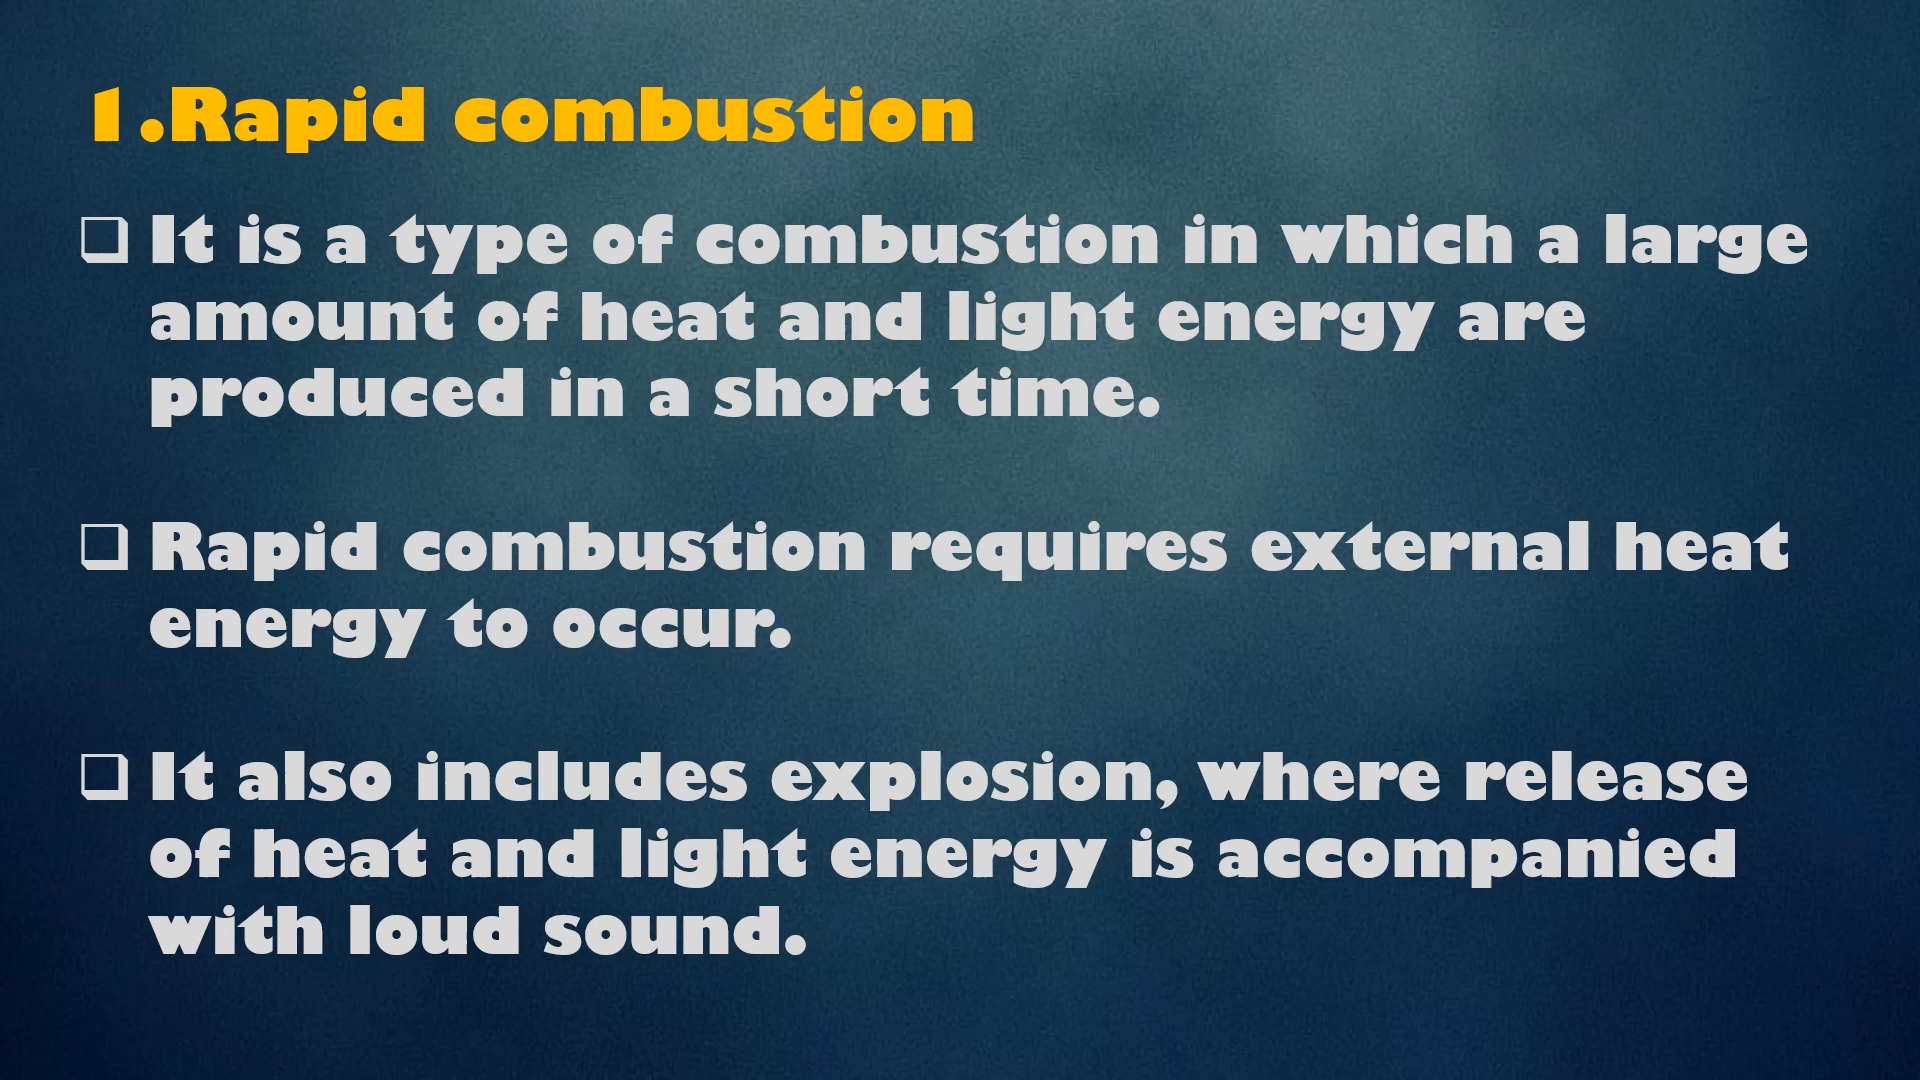 1.Rapid combustion
❑ It is a type of combustion in which a large
amount of heat and light energy are
produced in a short time.
❑ Rapid combustion requires external heat
energy to occur.
❑ It also includes explosion, where release
of heat and light energy is accompanied
with loud sound.